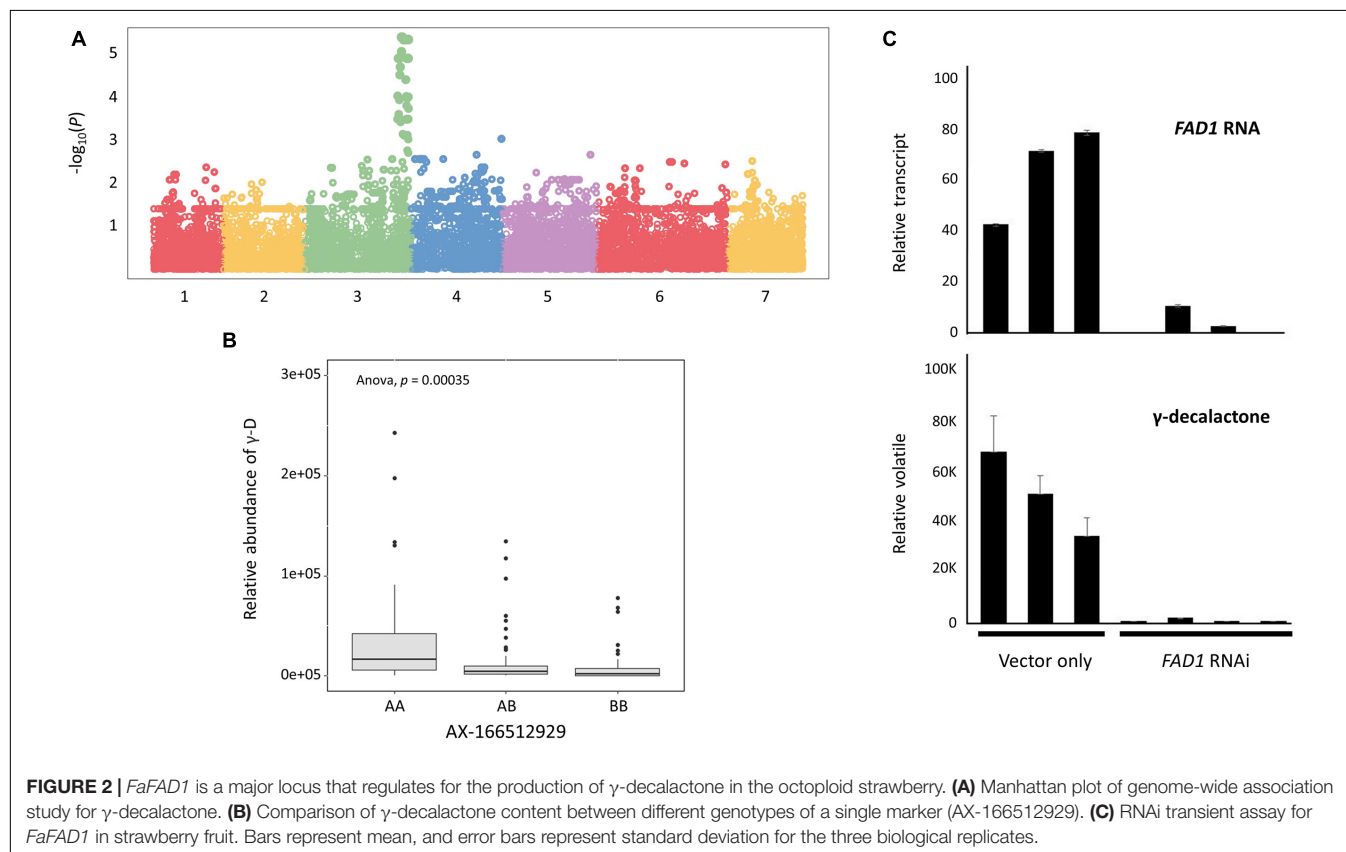 A
5
4
3
2
1
-log10(P)
1 2 3 4 5 6 7
B
3e+05
2e+05
1e+05
0e+05
Relative abundance of γ-D
Anova, p = 0.00035
AA AB BB
AX-166512929
C
100
80
60
40
20
0
Relative transcript
FAD1 RNA
100K
80K
60K
40K
20K
0
Relative volatile
γ-decalactone
Vector only FAD1 RNAi
FIGURE 2 | FaFAD1 is a major locus that regulates for the production of γ-decalactone in the octoploid strawberry. (A) Manhattan plot of genome-wide association
study for γ-decalactone. (B) Comparison of γ-decalactone content between different genotypes of a single marker (AX-166512929). (C) RNAi transient assay for
FaFAD1 in strawberry fruit. Bars represent mean, and error bars represent standard deviation for the three biological replicates.